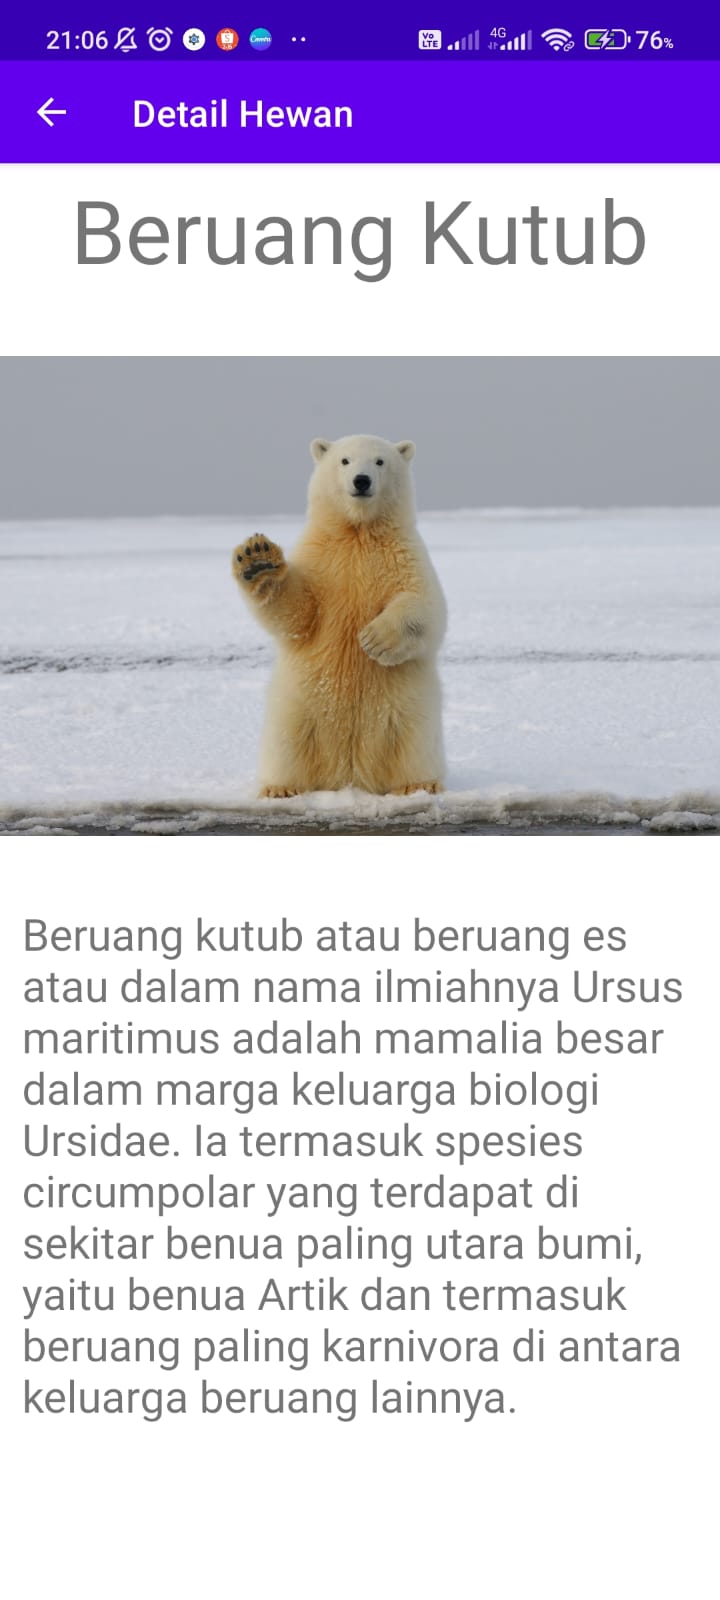 21:06
Vo LTE
4G
76%
Detail Hewan
Beruang Kutub
Beruang kutub atau beruang es
atau dalam nama ilmiahnya Ursus
maritimus adalah mamalia besar
dalam marga keluarga biologi
Ursidae. Ia termasuk spesies
circumpolar yang terdapat di
sekitar benua paling utara bumi,
yaitu benua Artik dan termasuk
beruang paling karnivora di antara
keluarga beruang lainnya.